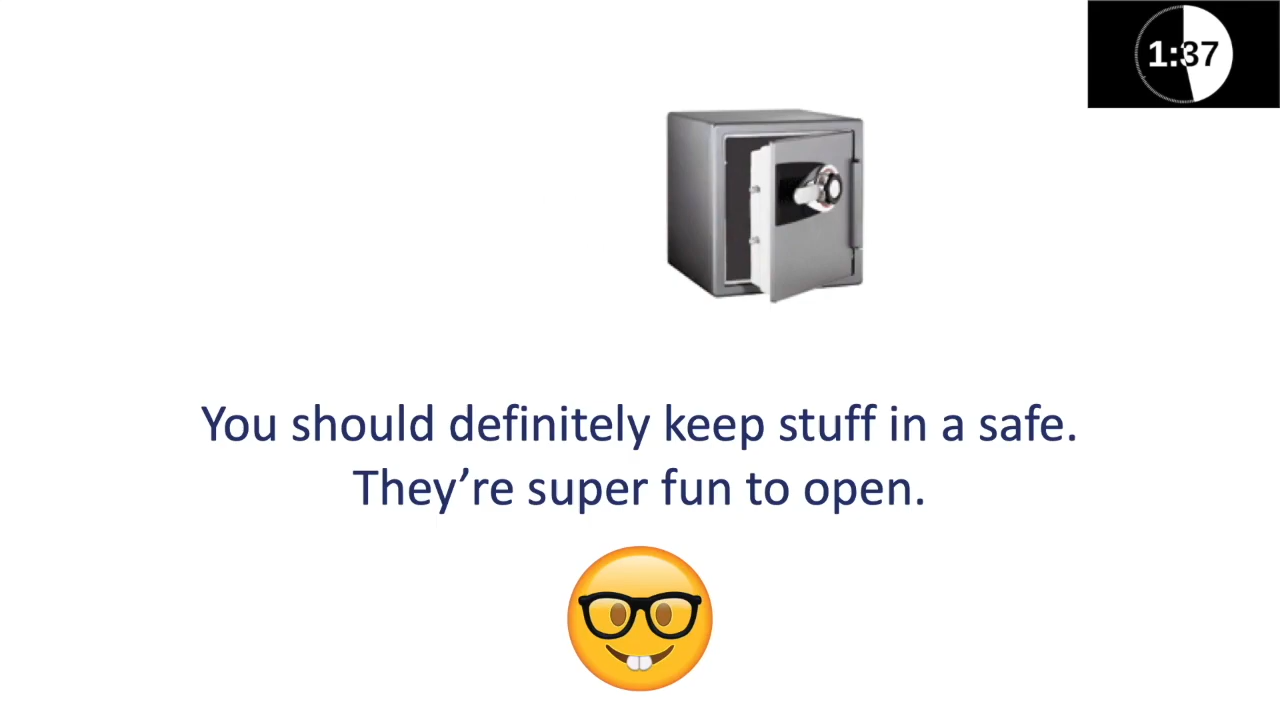 1:37
You should definitely keep stuff in a safe.
They’re super fun to open.